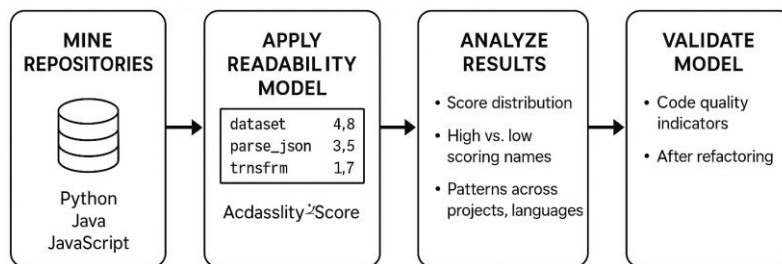 MINE
REPOSITORIES
Python
Java
JavaScript
APPLY
READABILITY
MODEL
dataset 4,8
parse_json 3,5
trnsfrm 1,7
Score
ANALYZE
RESULTS
• Score distribution
• High vs. low
scoring names
• Patterns across
projects, languages
VALIDATE
MODEL
• Code quality
indicators
• After refactoring